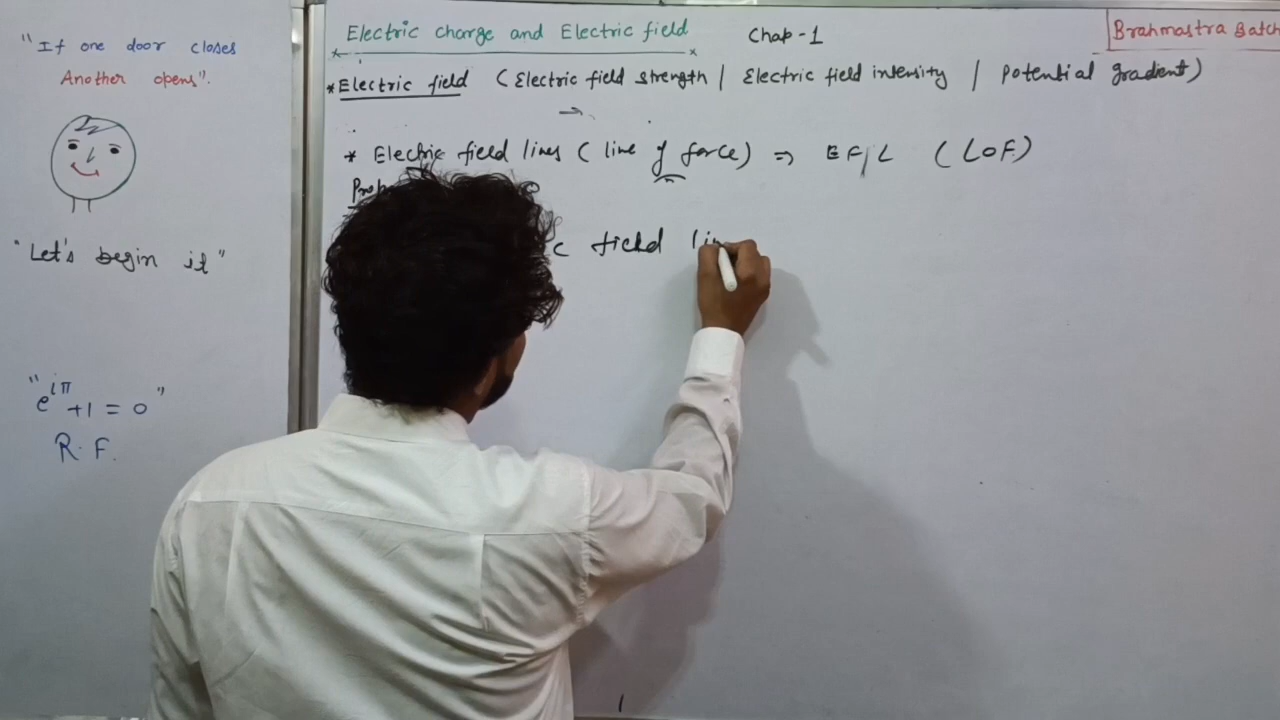 "If one door closes
Another opens".
"Let's begin it"
"e^iπ + 1 = 0"
R. F.
Electric charge and Electric field Chap-1
Brahmastra Batch
*Electric field (Electric field strength | Electric field intensity | Potential gradient)
* Electric field lines (line of force) ⇒ EF/L (LOF)
c field lin